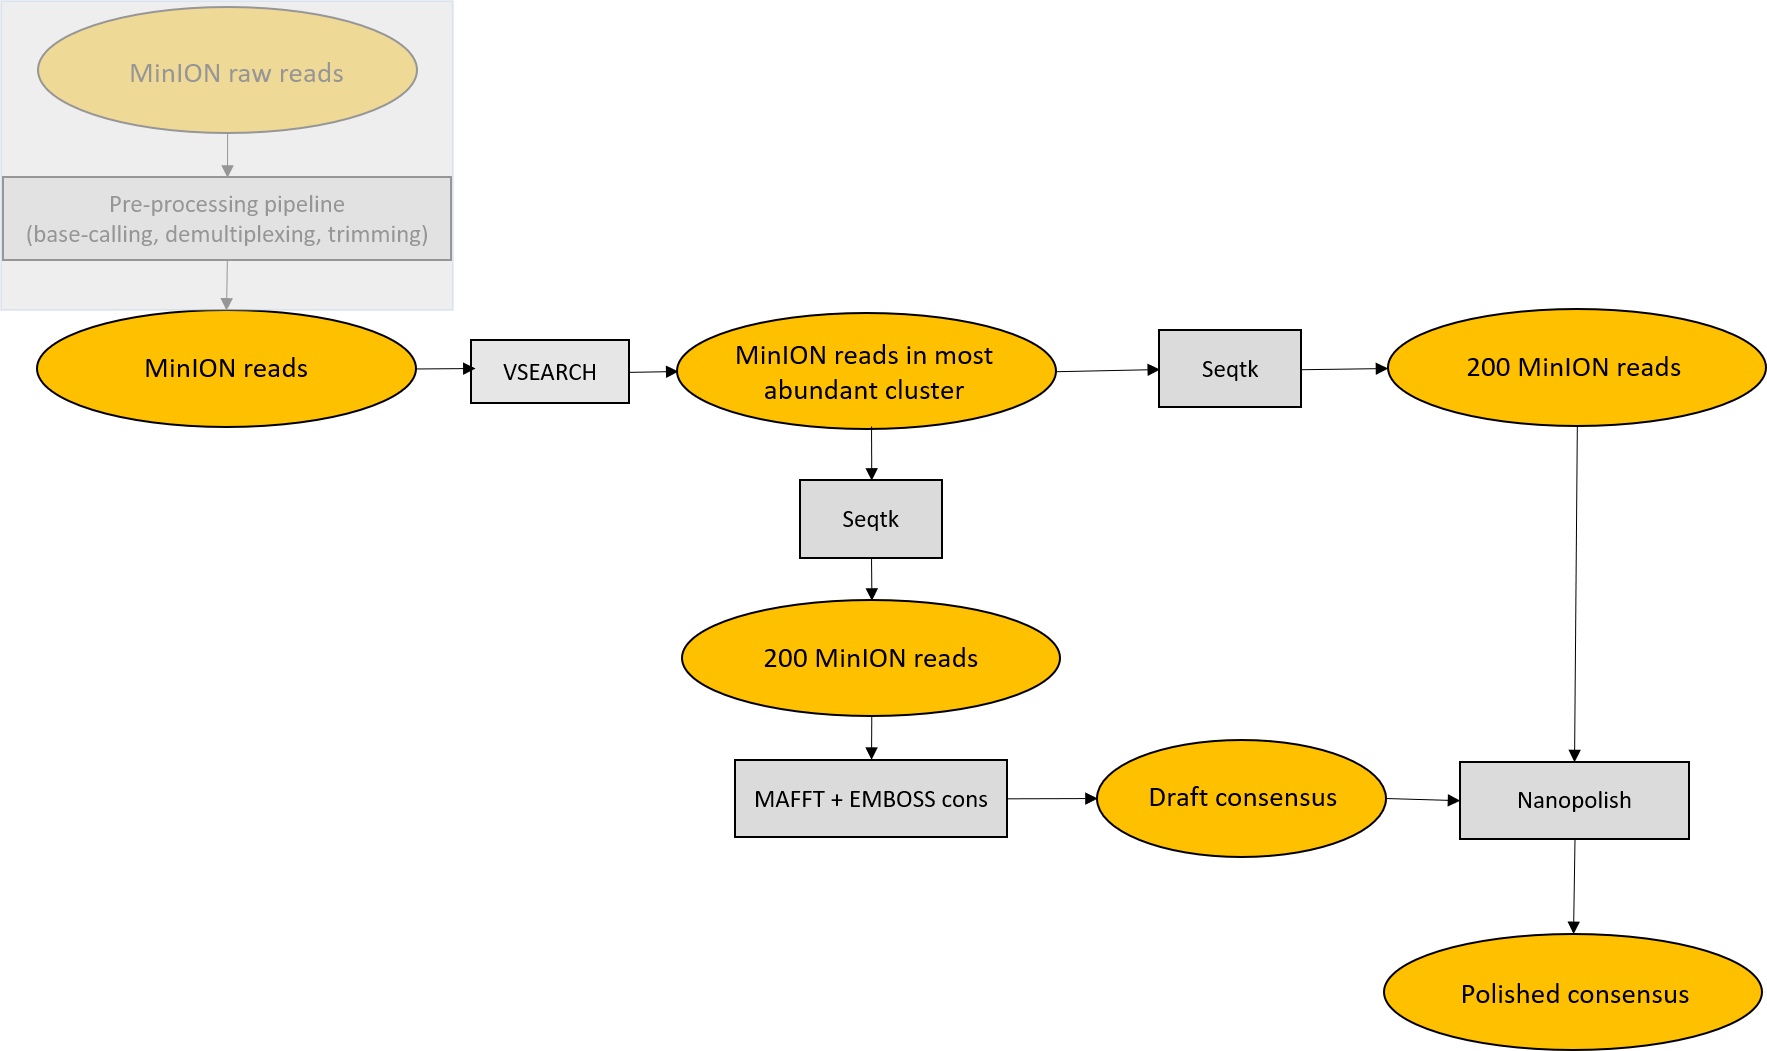 MinION raw reads
Pre-processing pipeline
(base-calling, demultiplexing, trimming)
MinION reads
VSEARCH
MinION reads in most
abundant cluster
Seqtk
200 MinION reads
Seqtk
200 MinION reads
MAFFT + EMBOSS cons
Draft consensus
Nanopolish
Polished consensus